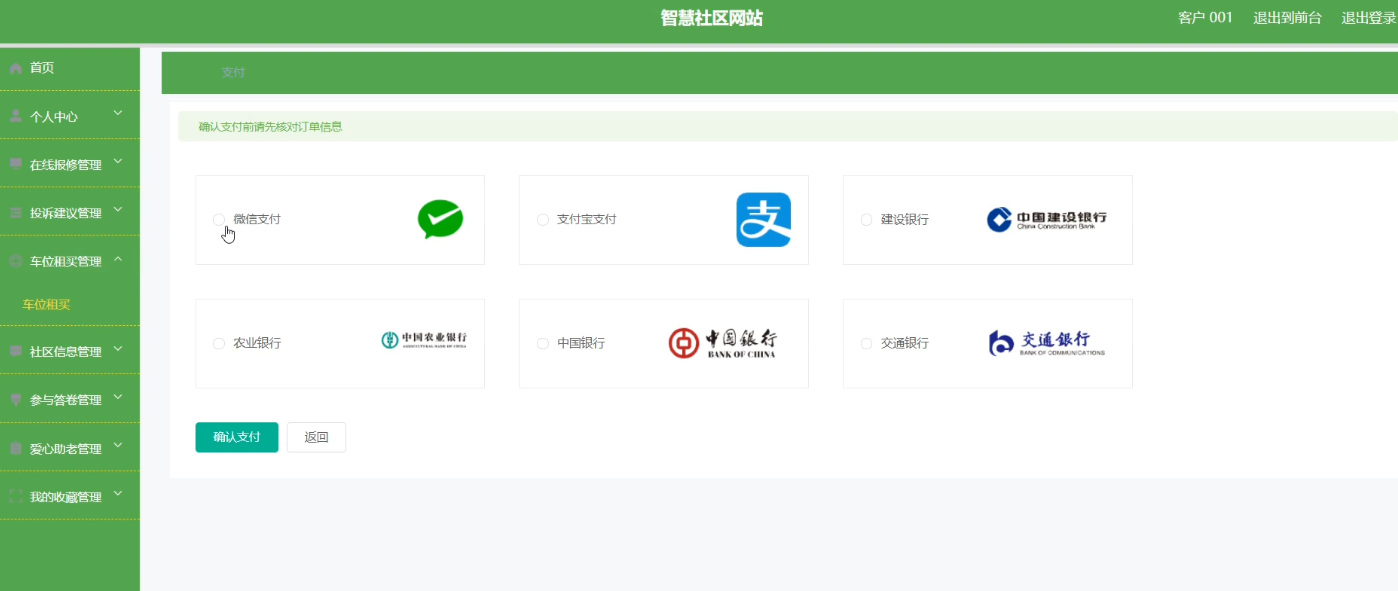 智慧社区网站
客户 001 退出到前台 退出登录
首页
个人中心
在线报修管理
投诉建议管理
车位租买管理
车位租买
社区信息管理
参与答卷管理
爱心助老管理
我的收藏管理
支付
确认支付前请先核对订单信息
微信支付
支付宝支付
支
建设银行
中国建设银行
China Construction Bank
农业银行
中国农业银行
AGRICULTURAL BANK OF CHINA
中国银行
中国银行
BANK OF CHINA
交通银行
交通银行
BANK OF COMMUNICATIONS
确认支付 返回